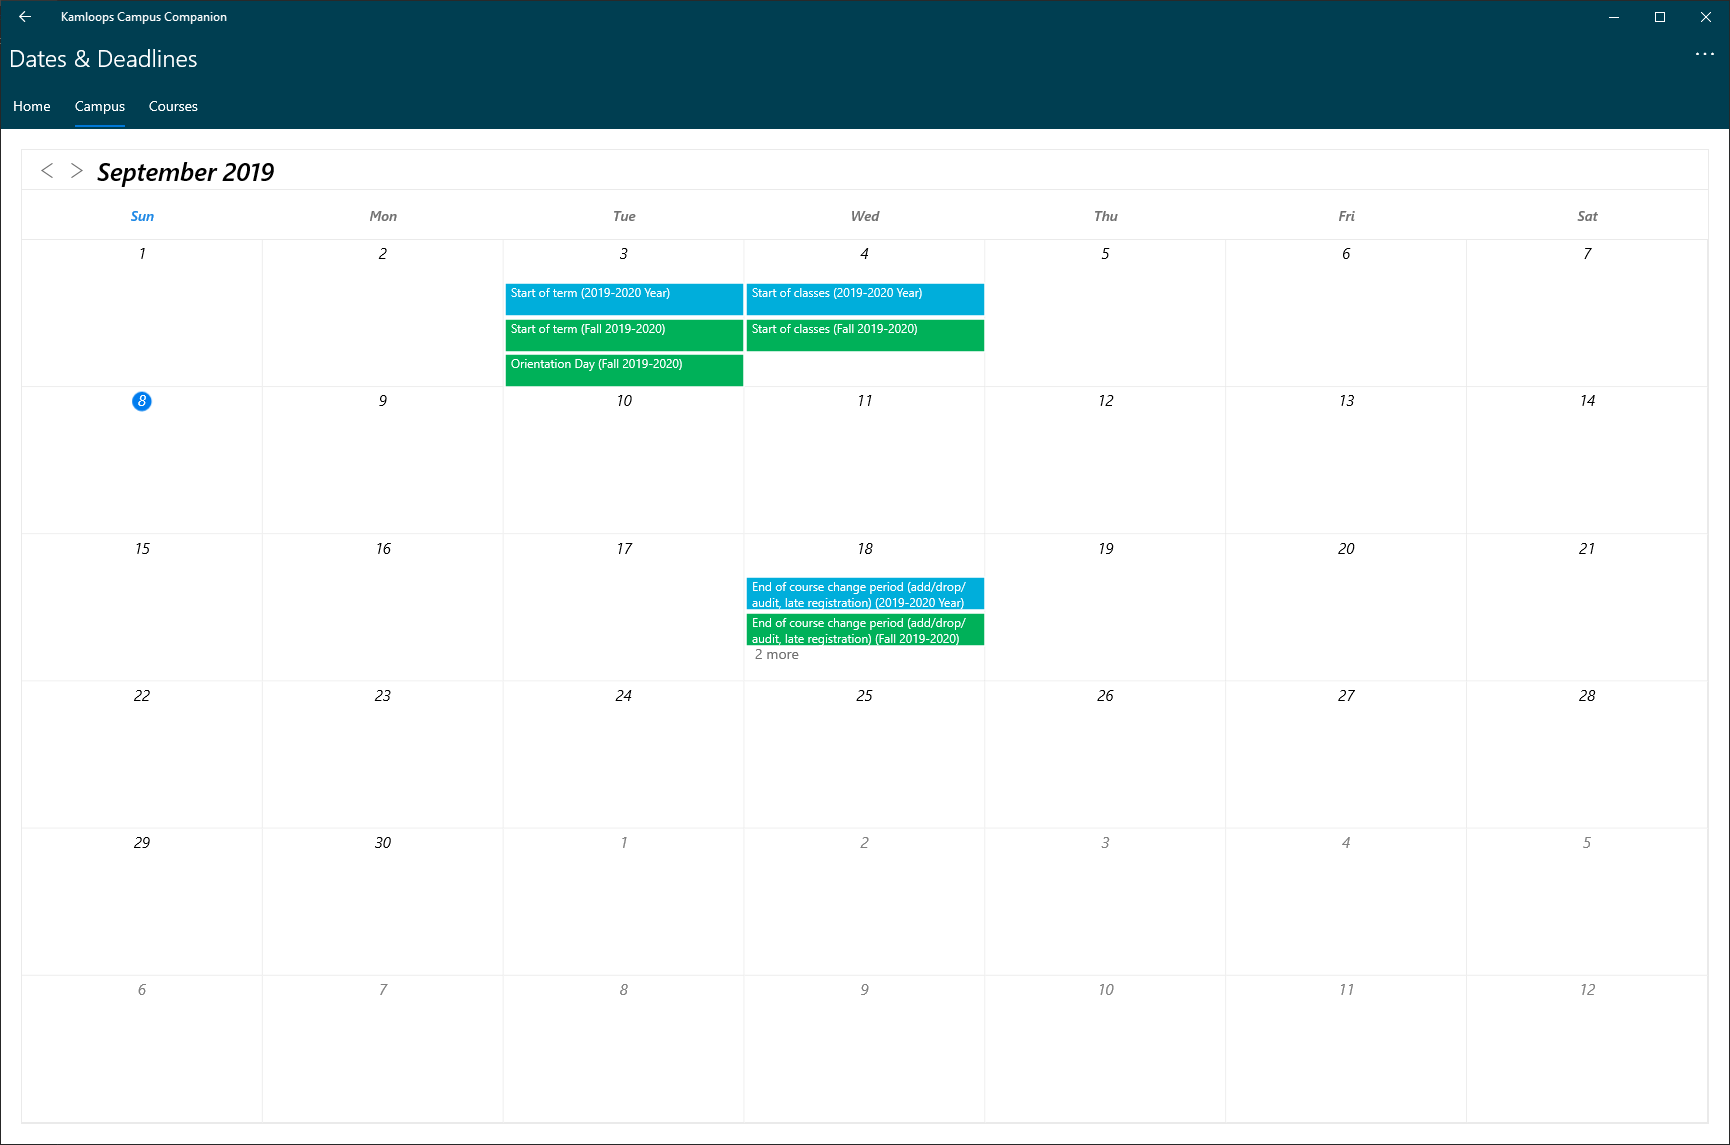 Kamloops Campus Companion
Dates & Deadlines
Home Campus Courses
September 2019
Sun Mon Tue Wed Thu Fri Sat
1 2 3 4 5 6 7
Start of term (2019-2020 Year) Start of classes (2019-2020 Year)
Start of term (Fall 2019-2020) Start of classes (Fall 2019-2020)
Orientation Day (Fall 2019-2020)
8 9 10 11 12 13 14
15 16 17 18 19 20 21
End of course change period (add/drop/
audit, late registration) (2019-2020 Year)
End of course change period (add/drop/
audit, late registration) (Fall 2019-2020)
2 more
22 23 24 25 26 27 28
29 30 1 2 3 4 5
6 7 8 9 10 11 12